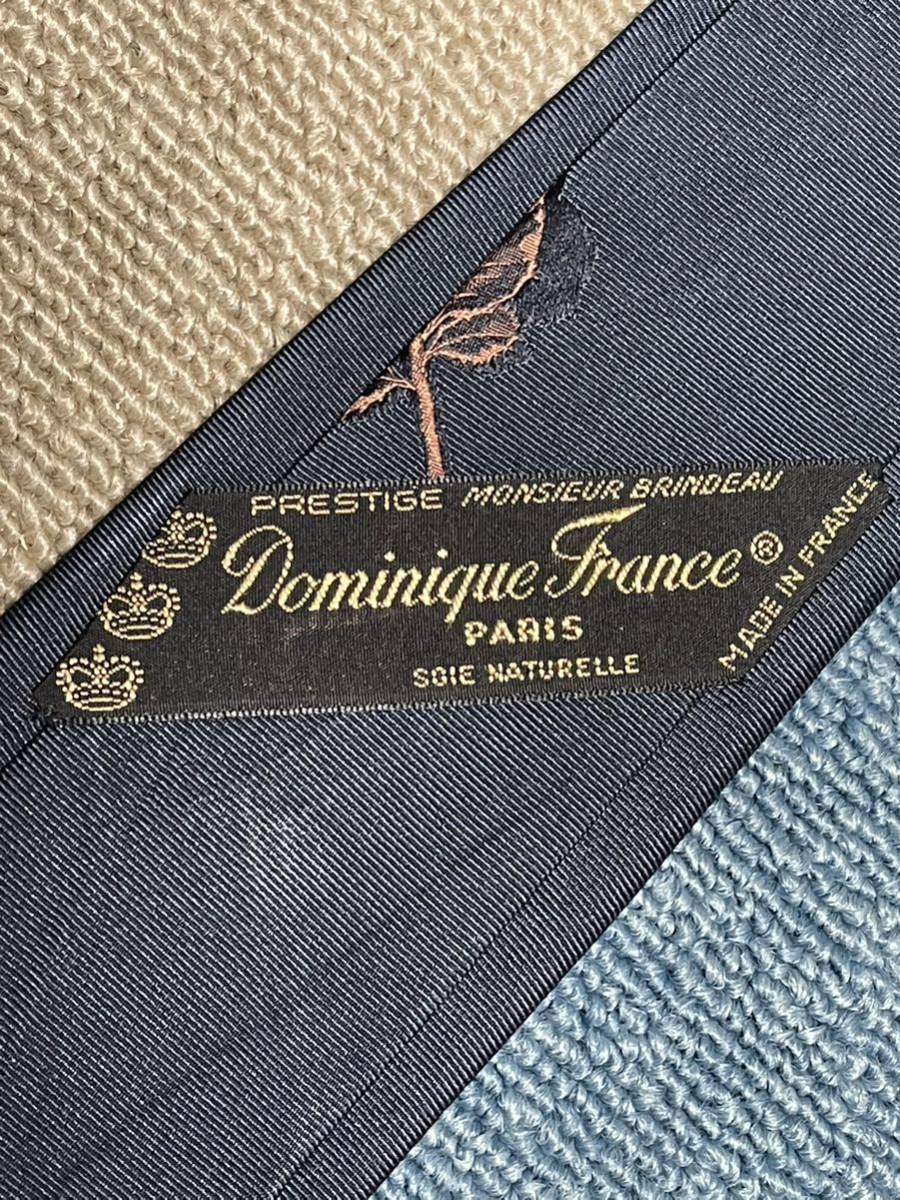 PRESTIGE MONSIEUR BRINDEAU
Dominique France ®
PARIS
SOIE NATURELLE
MADE IN FRANCE